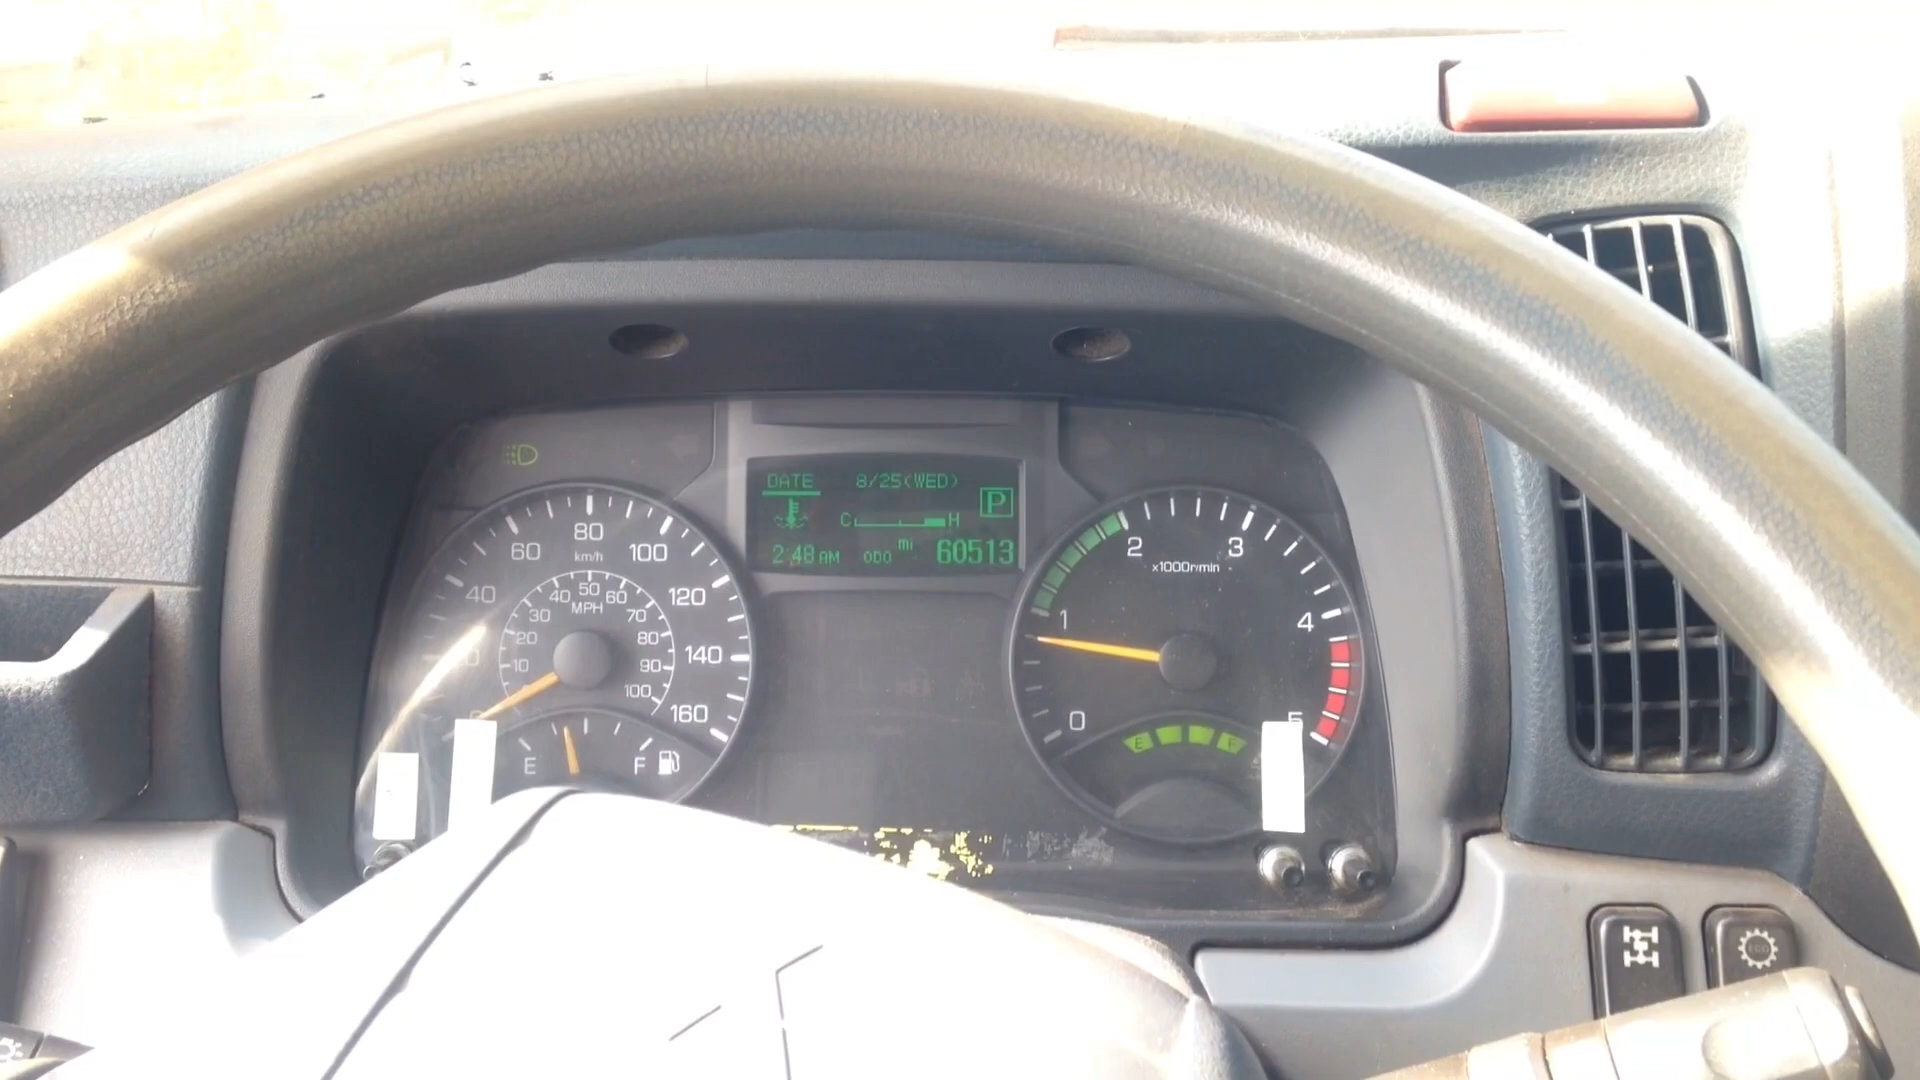 DATE 8/25(WED)
P
C H
2:48 AM ODO mi 60513
40 60 80 100 120 140 160
km/h
10 20 30 40 50 60 70 80 90 100
MPH
E F
0 1 2 3 4 5
x1000r/min
E F
ECO